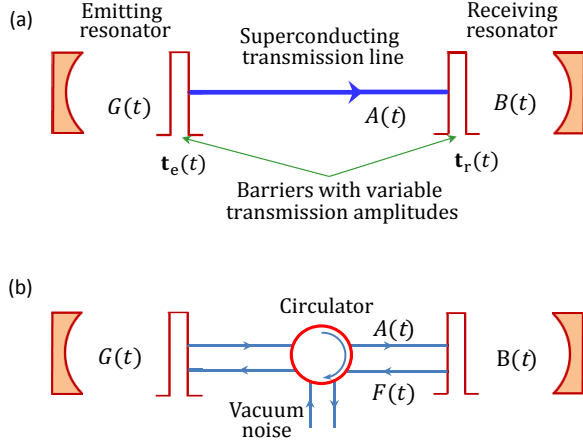 (a)
Emitting
resonator
Receiving
resonator
Superconducting
transmission line
G(t)
A(t)
B(t)
t_e(t)
t_r(t)
Barriers with variable
transmission amplitudes
(b)
Circulator
G(t)
A(t)
B(t)
F(t)
Vacuum
noise